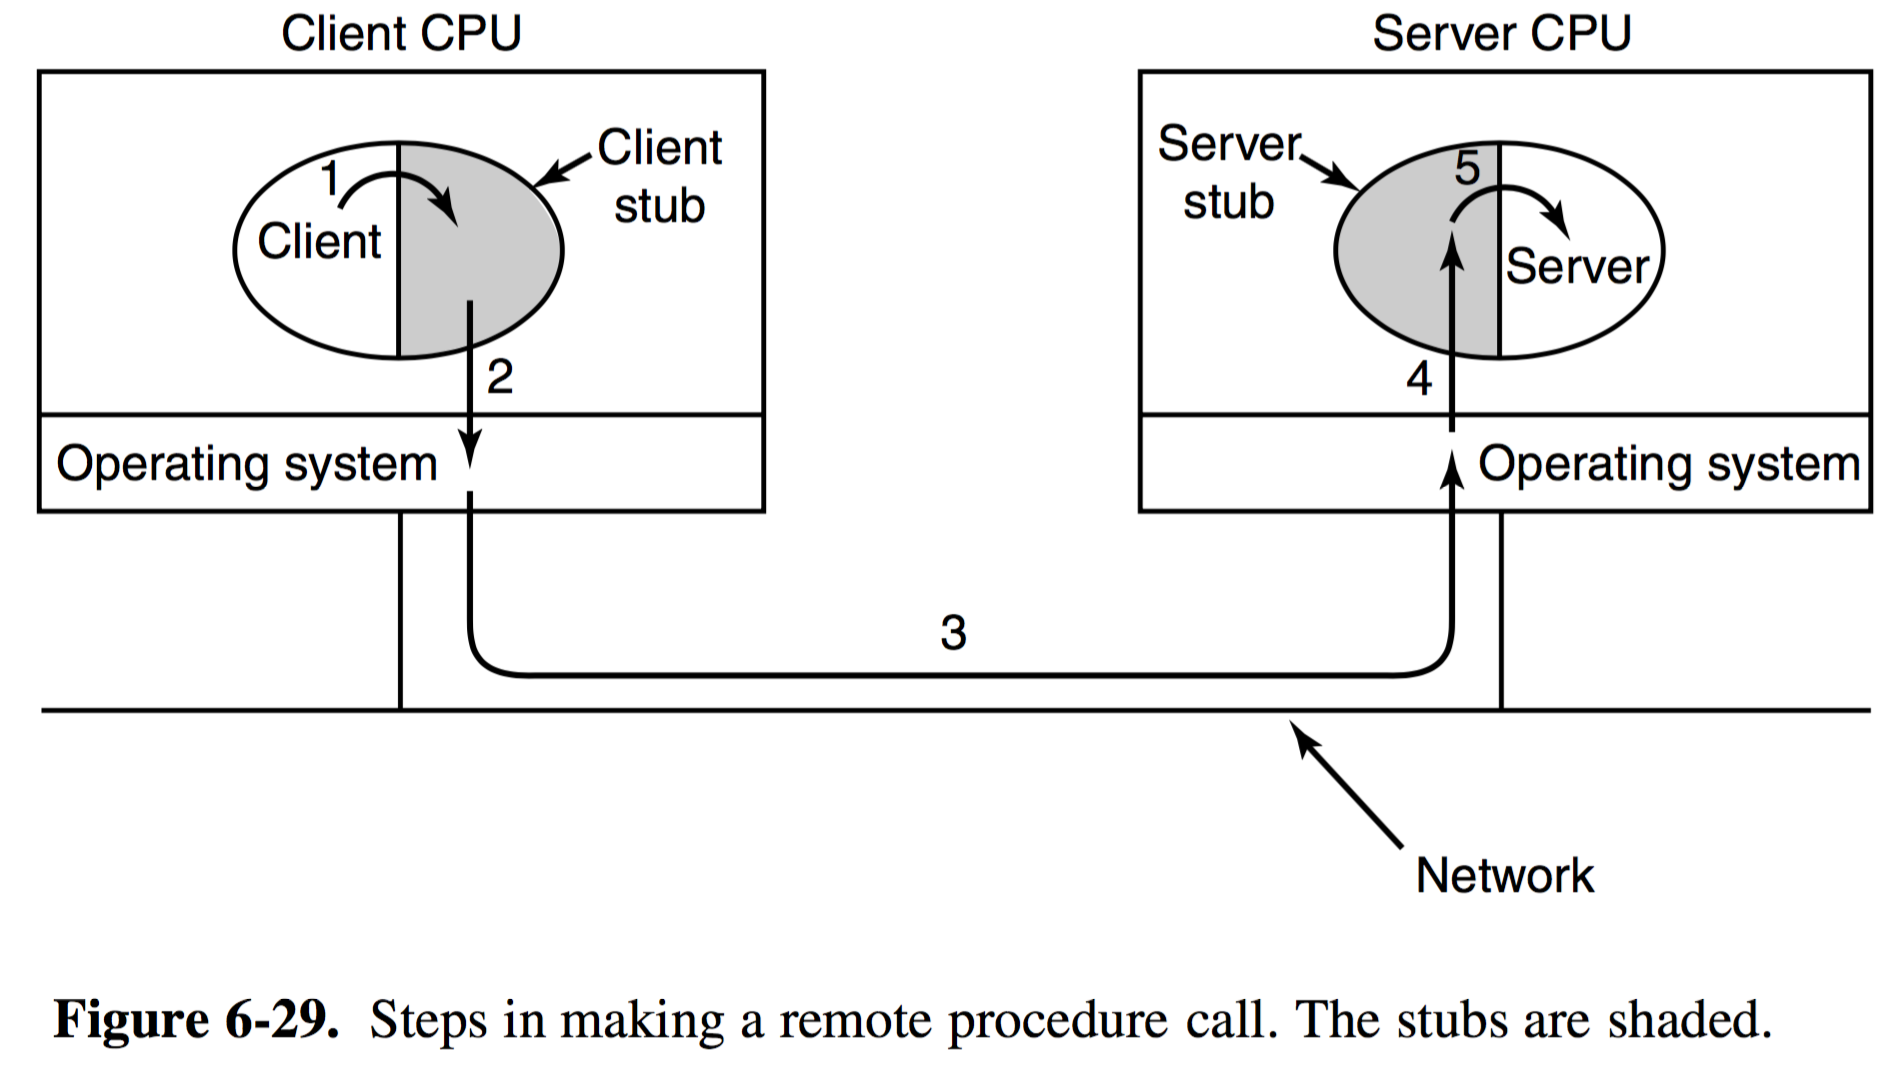 Client CPU
Server CPU
Client
stub
Server
stub
1
Client
5
Server
2
4
Operating system
Operating system
3
Network
Figure 6-29. Steps in making a remote procedure call. The stubs are shaded.